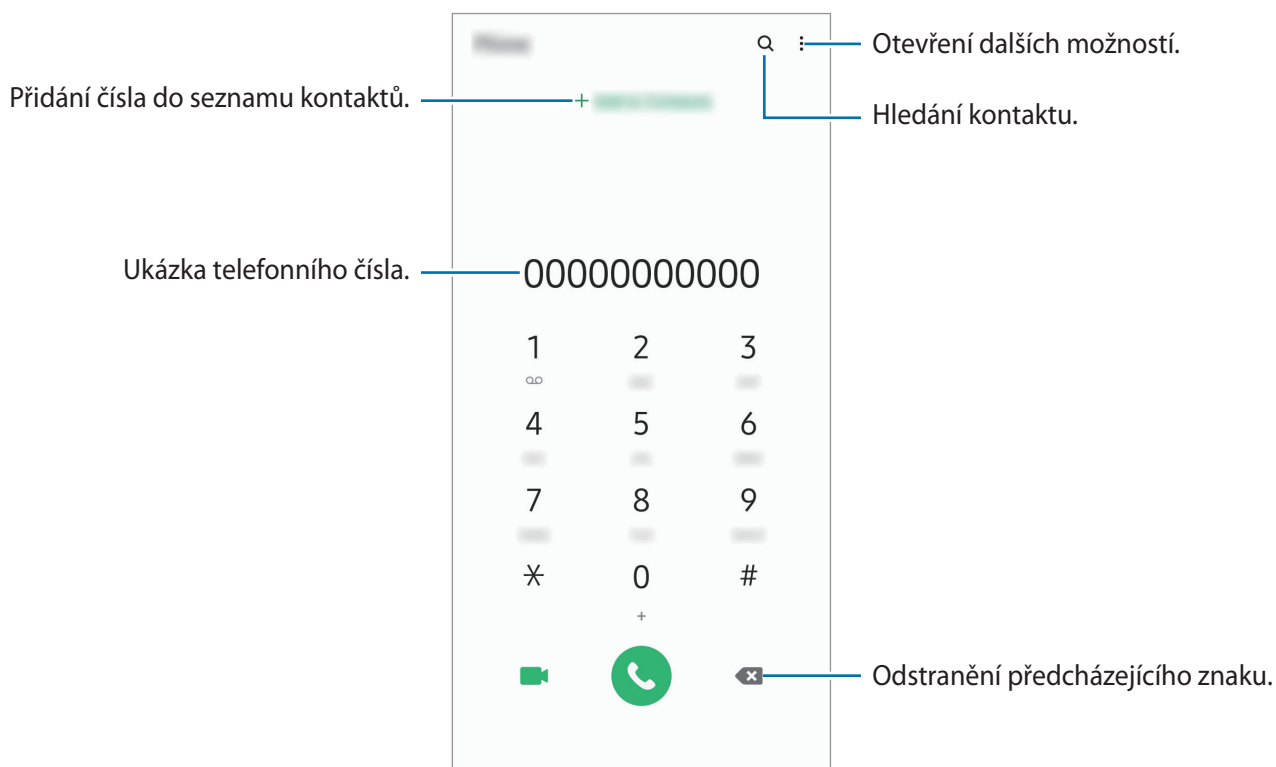 Otevření dalších možností.
Přidání čísla do seznamu kontaktů.
+
Hledání kontaktu.
Ukázka telefonního čísla.
00000000000
1 2 3
4 5 6
7 8 9
* 0 #
+
Odstranění předcházejícího znaku.